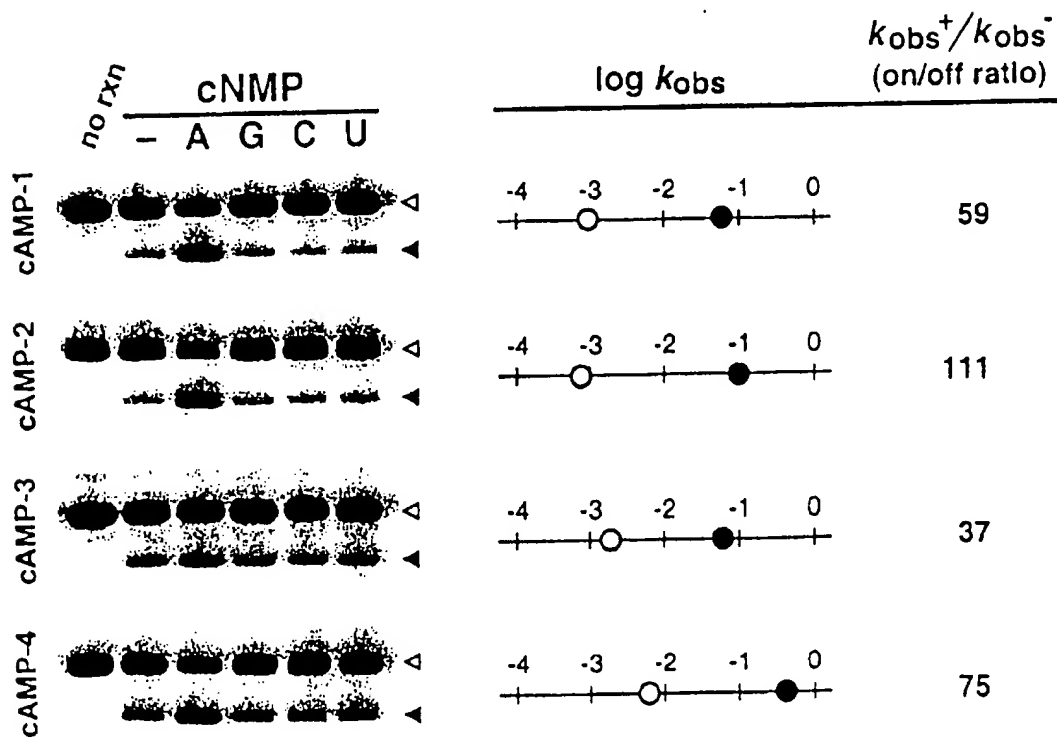 no rxn
cNMP
– A G C U
log kobs
kobs+/kobs-
(on/off ratio)
cAMP-1
-4 -3 -2 -1 0
59
cAMP-2
-4 -3 -2 -1 0
111
cAMP-3
-4 -3 -2 -1 0
37
cAMP-4
-4 -3 -2 -1 0
75